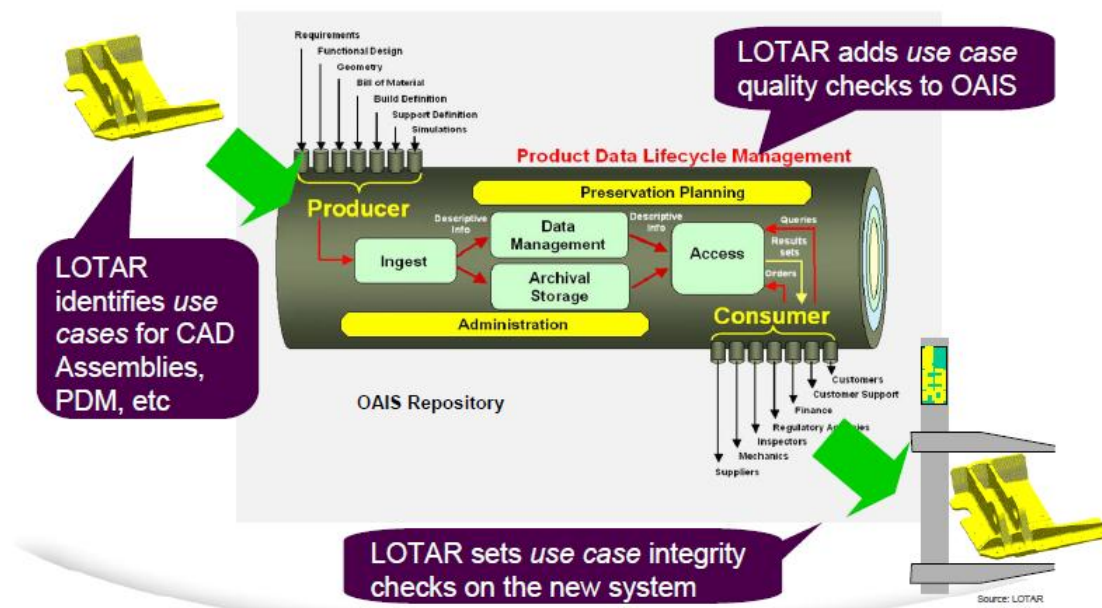 Requirements
Functional Design
Geometry
Bill of Material
Build Definition
Support Definition
Simulations
LOTAR adds use case
quality checks to OAIS
Product Data Lifecycle Management
Preservation Planning
Producer
Descriptive
Info
Data
Management
Descriptive
Info
Queries
Results
sets
Orders
Ingest
Access
Archival
Storage
Administration
Consumer
LOTAR
identifies use
cases for CAD
Assemblies,
PDM, etc
OAIS Repository
Customers
Customer Support
Finance
Regulatory Agencies
Inspectors
Mechanics
Suppliers
LOTAR sets use case integrity
checks on the new system
Source: LOTAR